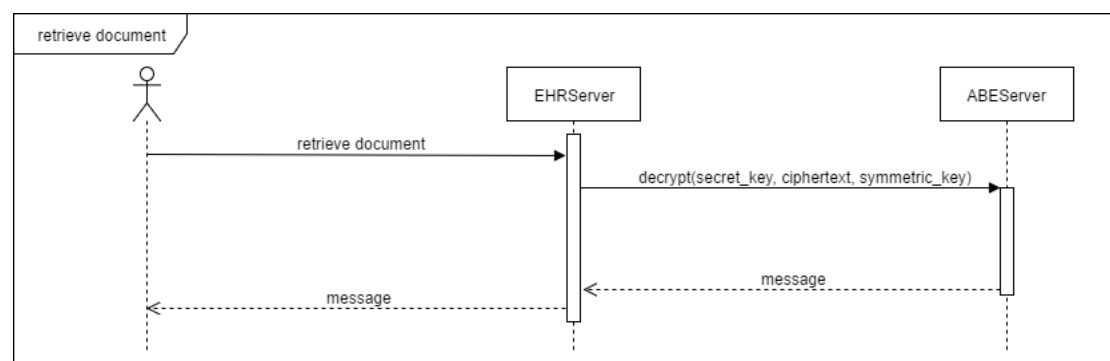 retrieve document
EHRServer
ABEServer
retrieve document
decrypt(secret_key, ciphertext, symmetric_key)
message
message